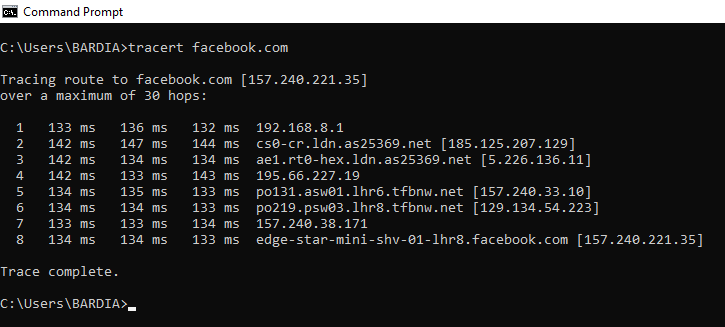 Command Prompt
C:\Users\BARDIA>tracert facebook.com
Tracing route to facebook.com [157.240.221.35]
over a maximum of 30 hops:
1 133 ms 136 ms 132 ms 192.168.8.1
2 142 ms 147 ms 144 ms cs0-cr.ldn.as25369.net [185.125.207.129]
3 142 ms 134 ms 134 ms ae1.rt0-hex.ldn.as25369.net [5.226.136.11]
4 142 ms 133 ms 143 ms 195.66.227.19
5 134 ms 135 ms 133 ms po131.asw01.lhr6.tfbnw.net [157.240.33.10]
6 134 ms 134 ms 133 ms po219.psw03.lhr8.tfbnw.net [129.134.54.223]
7 133 ms 133 ms 134 ms 157.240.38.171
8 134 ms 134 ms 133 ms edge-star-mini-shv-01-lhr8.facebook.com [157.240.221.35]
Trace complete.
C:\Users\BARDIA>